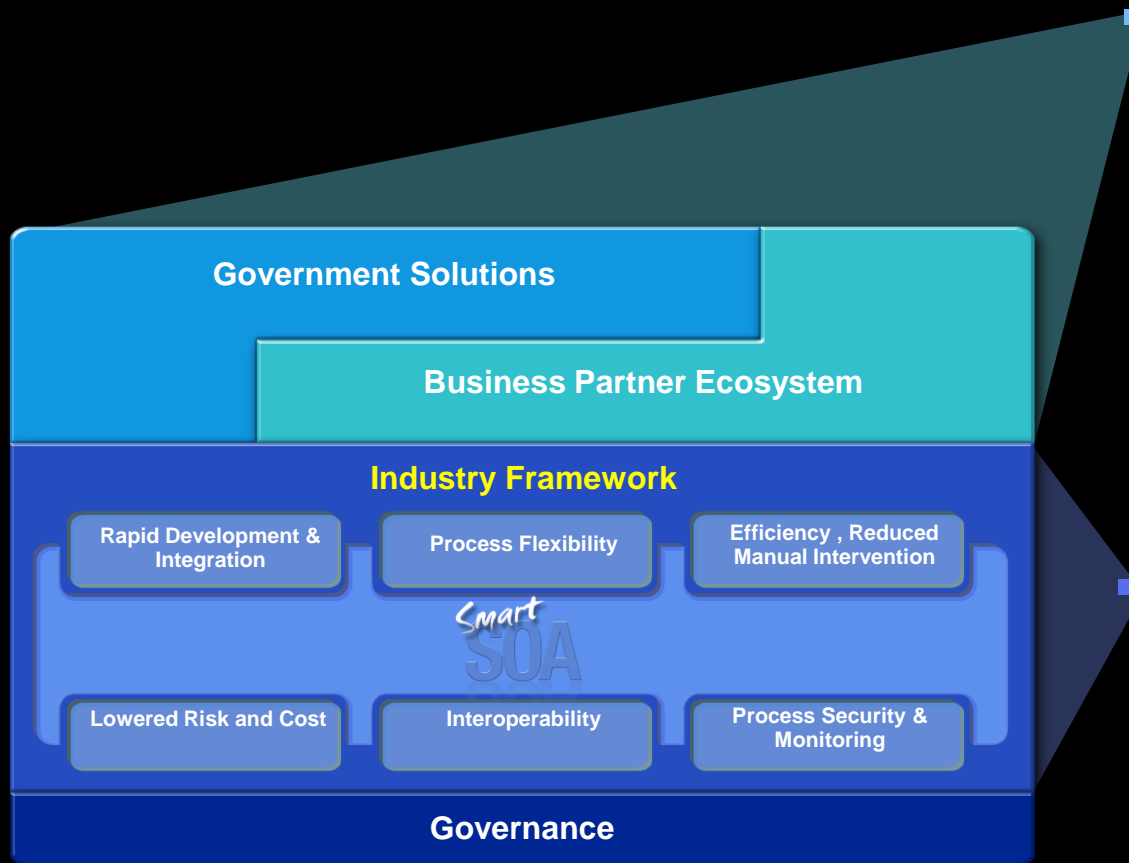 Government Solutions
Business Partner Ecosystem
Industry Framework
Rapid Development &
Integration
Process Flexibility
Efficiency , Reduced
Manual Intervention
Smart
SOA
Lowered Risk and Cost
Interoperability
Process Security &
Monitoring
Governance